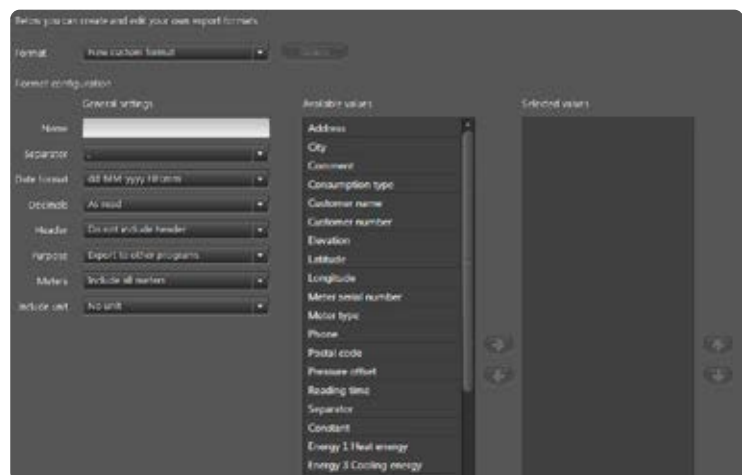 Below you can create and edit your own export formats.
Format
New custom format
Format configuration
General settings
Name
Separator
Date format
dd MM yyyy HH:mm
Decimals
As read
Header
Do not include header
Purpose
Export to other programs
Meters
Include all meters
Include unit
No unit
Available values
Address
City
Comment
Consumption type
Customer name
Customer number
Elevation
Latitude
Longitude
Meter serial number
Meter type
Phone
Postal code
Pressure offset
Reading time
Separator
Constant
Energy 1 Heat energy
Energy 3 Cooling energy
Selected values